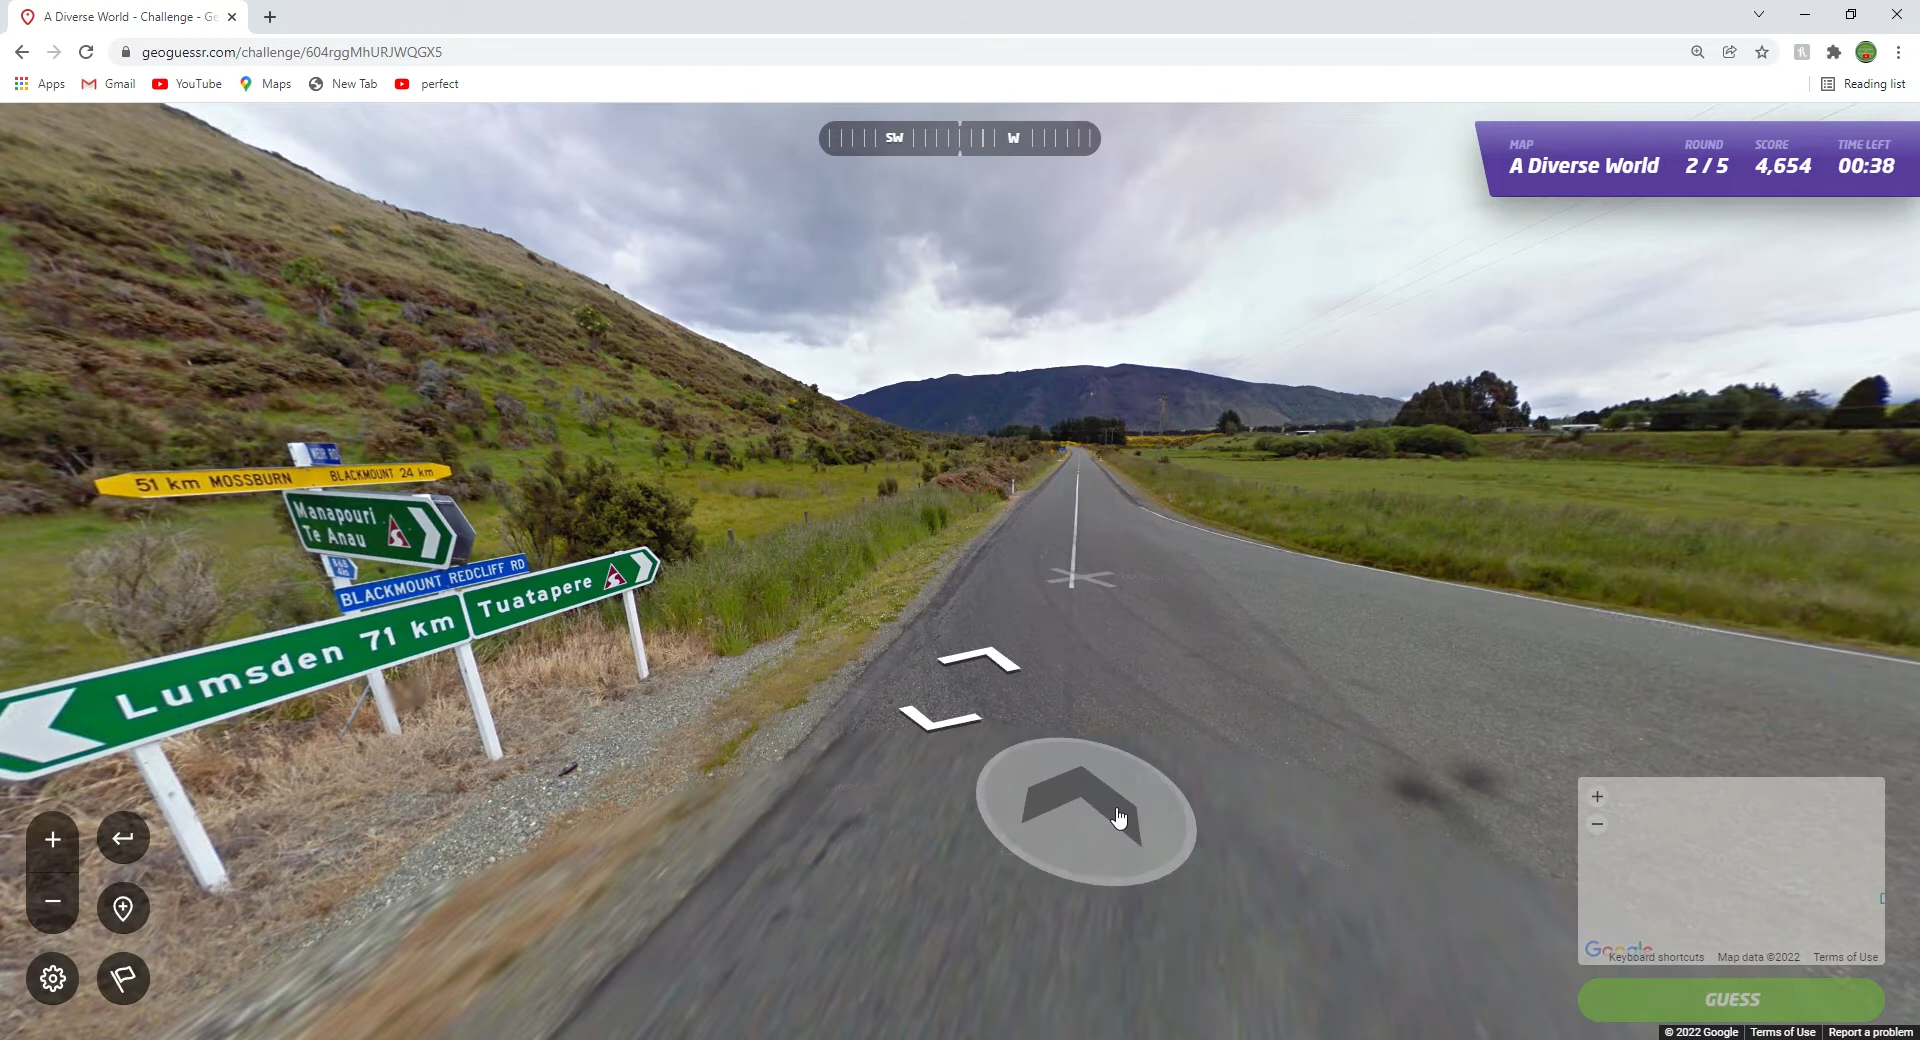 A Diverse World - Challenge - Ge
geoguessr.com/challenge/604rggMhURJWQGX5
Apps
Gmail
YouTube
Maps
New Tab
perfect
Reading list
SW
W
MAP
A Diverse World
ROUND
2 / 5
SCORE
4,654
TIME LEFT
00:38
WEIR RD
51 km MOSSBURN
BLACKMOUNT 24 km
Manapouri
Te Anau
BLACKMOUNT REDCLIFF RD
Lumsden 71 km
Tuatapere
Google
Keyboard shortcuts
Map data ©2022
Terms of Use
GUESS
© 2022 Google
Terms of Use
Report a problem